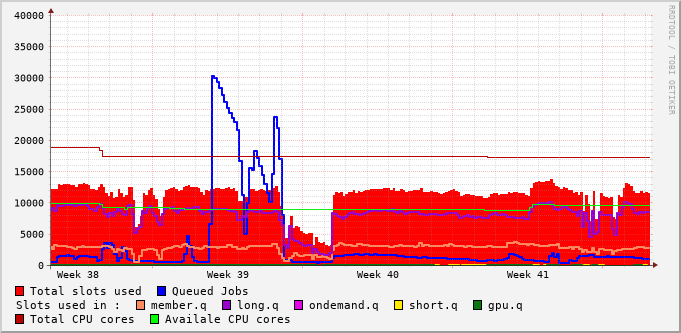 40000
35000
30000
25000
20000
15000
10000
5000
0
Week 38 Week 39 Week 40 Week 41
Total slots used Queued Jobs
Slots used in : member.q long.q ondemand.q short.q gpu.q
Total CPU cores Availale CPU cores
RRDTOOL / TOBI OETIKER